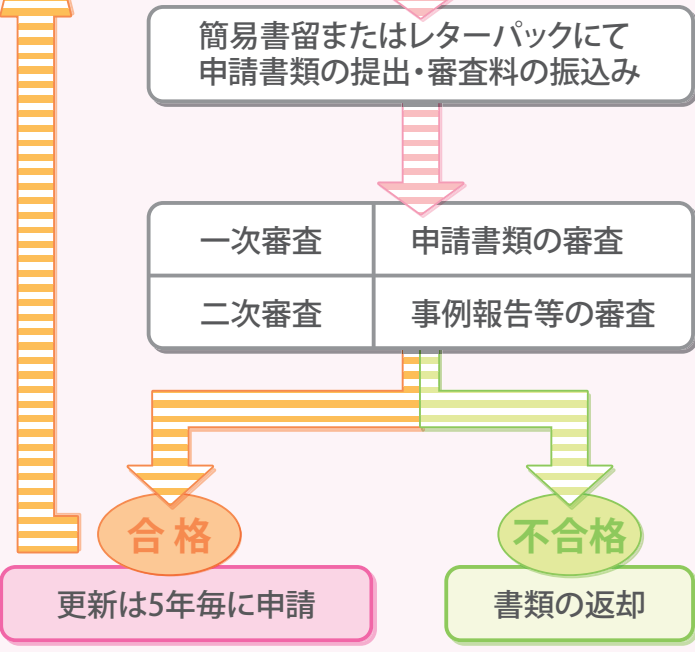 簡易書留またはレターパックにて
申請書類の提出・審査料の振込み
一次審査 申請書類の審査
二次審査 事例報告等の審査
合格 不合格
更新は5年毎に申請 書類の返却